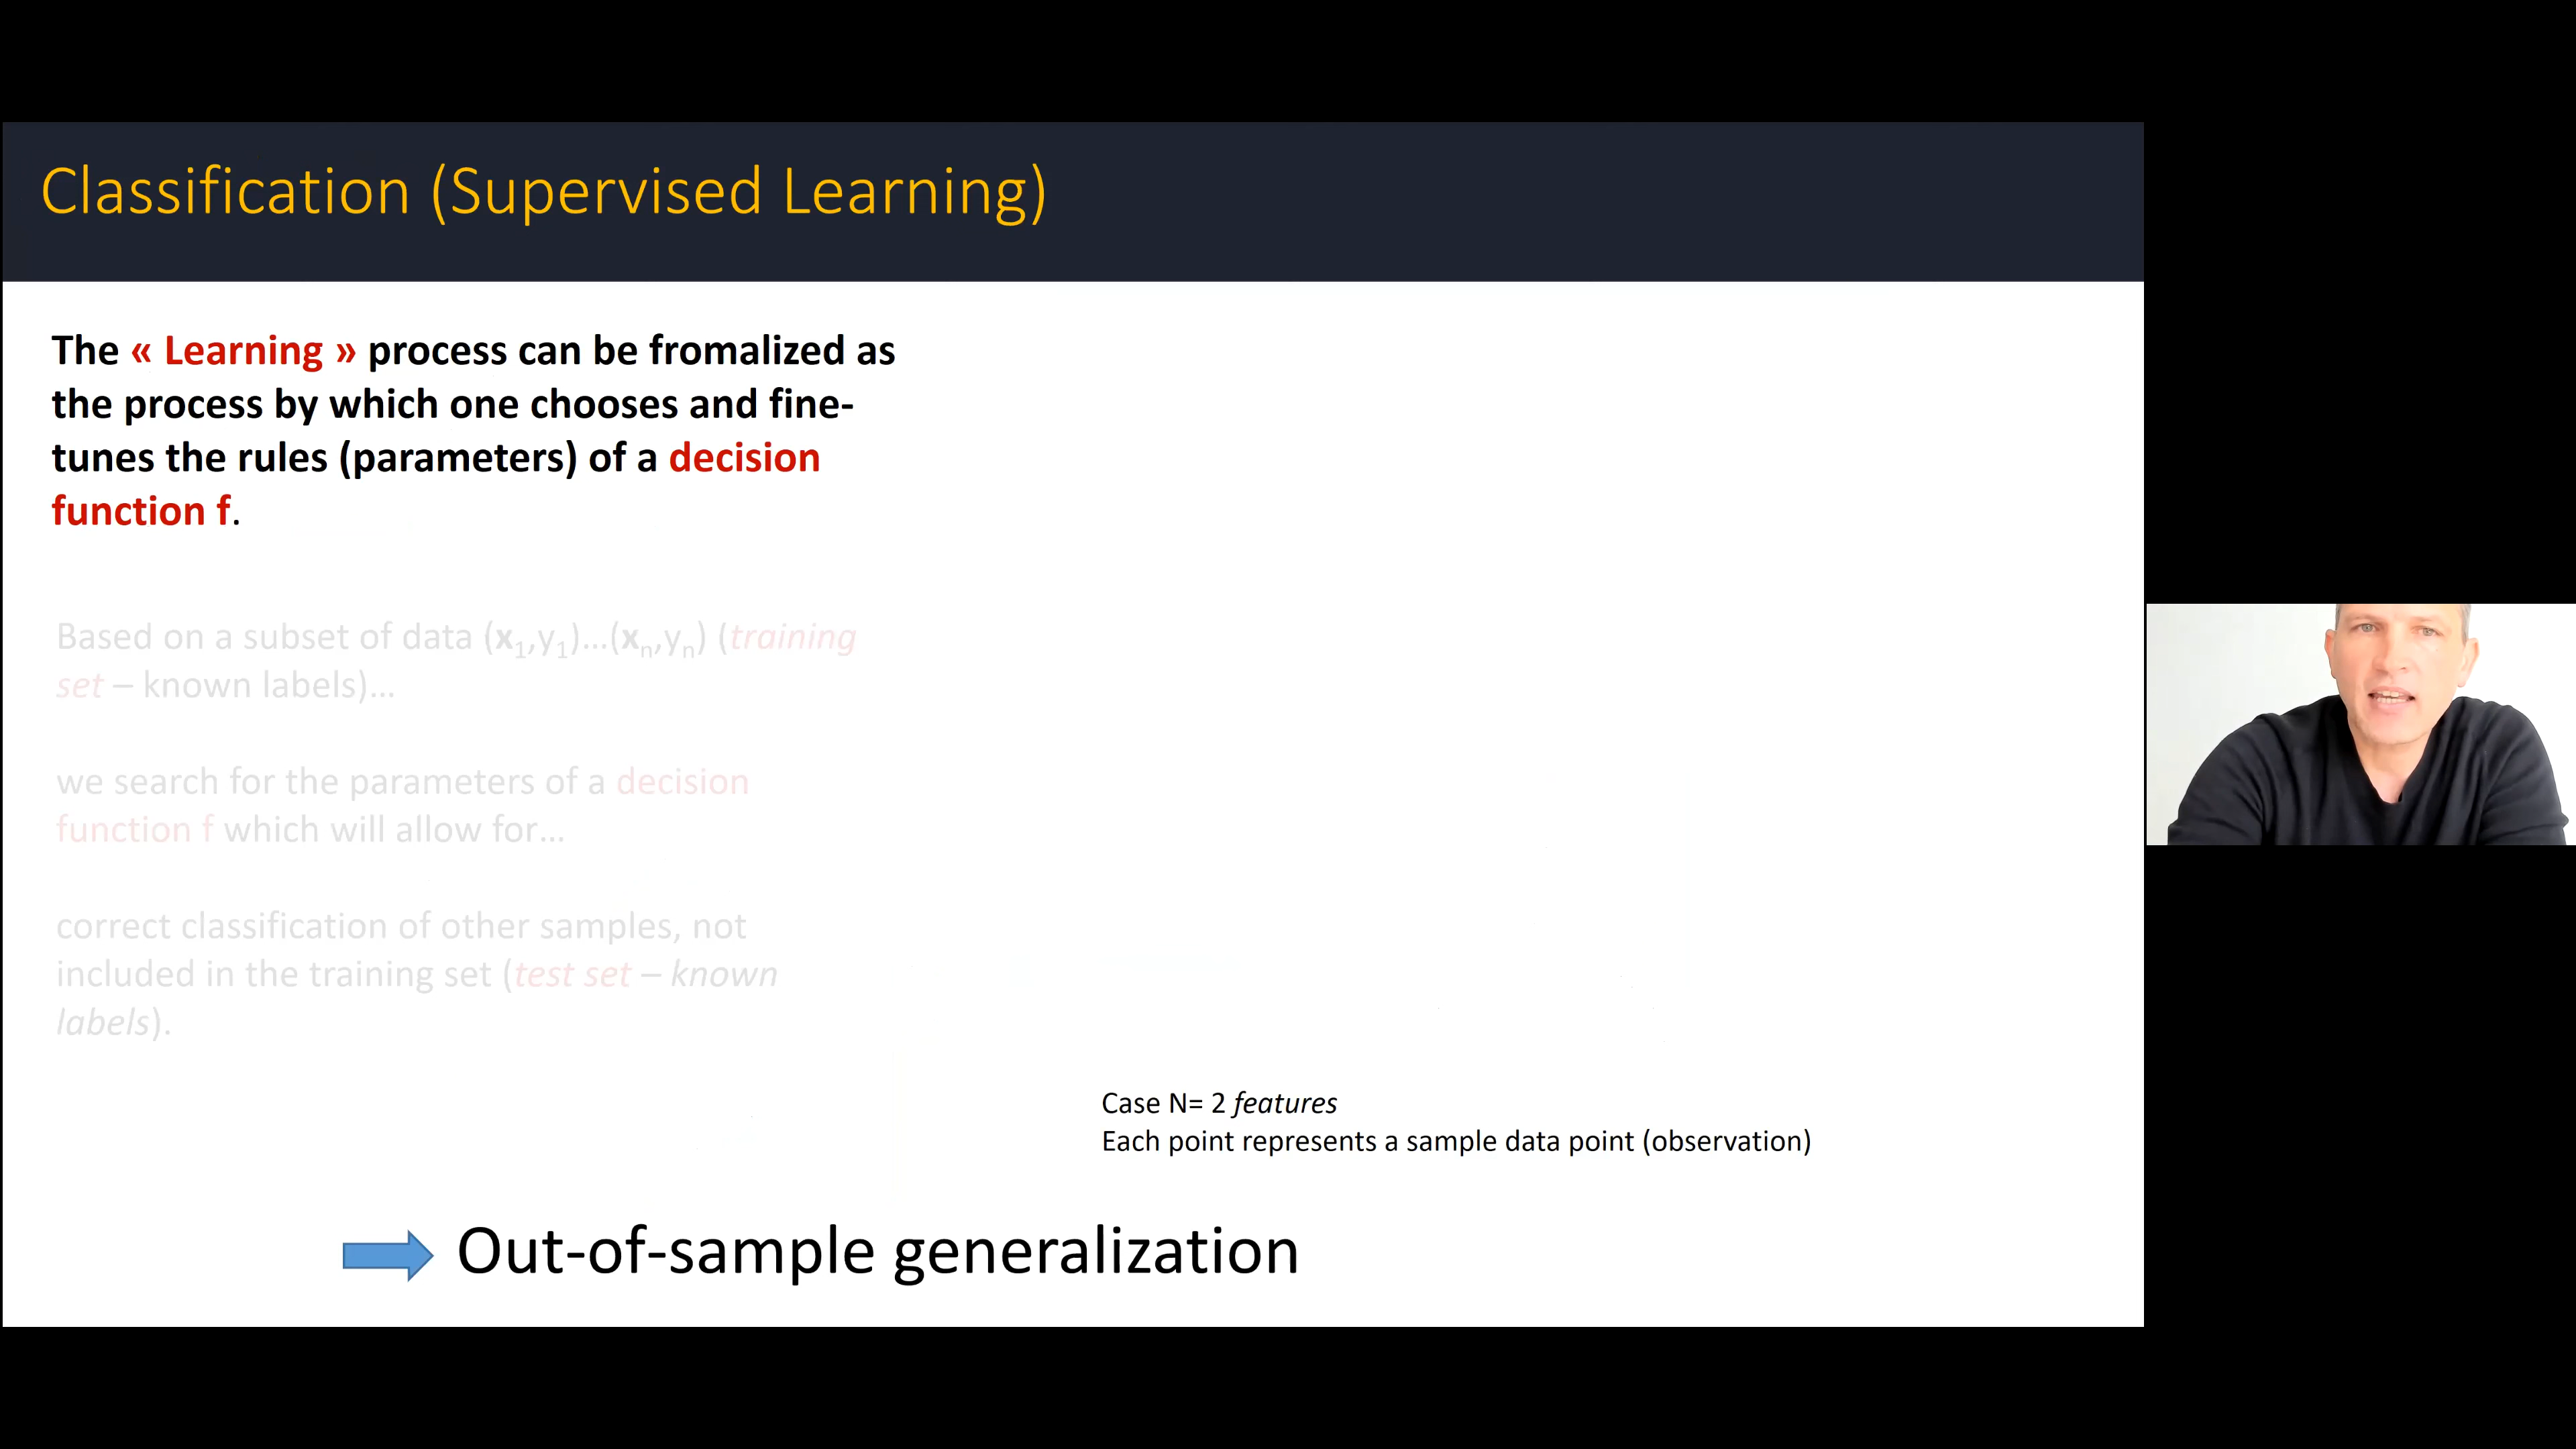 Classification (Supervised Learning)
The « Learning » process can be fromalized as
the process by which one chooses and fine-
tunes the rules (parameters) of a decision
function f.
Based on a subset of data (x1,y1)...(xn,yn) (training
set – known labels)...
we search for the parameters of a decision
function f which will allow for...
correct classification of other samples, not
included in the training set (test set – known
labels).
Case N= 2 features
Each point represents a sample data point (observation)
Out-of-sample generalization